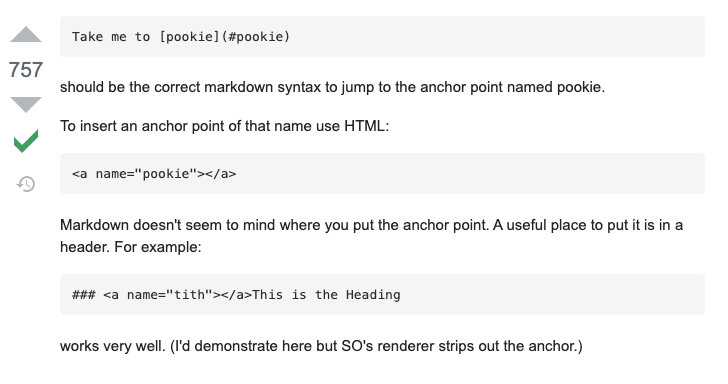 Take me to [pookie](#pookie)
757
should be the correct markdown syntax to jump to the anchor point named pookie.
To insert an anchor point of that name use HTML:
<a name="pookie"></a>
Markdown doesn't seem to mind where you put the anchor point. A useful place to put it is in a
header. For example:
### <a name="tith"></a>This is the Heading
works very well. (I'd demonstrate here but SO's renderer strips out the anchor.)